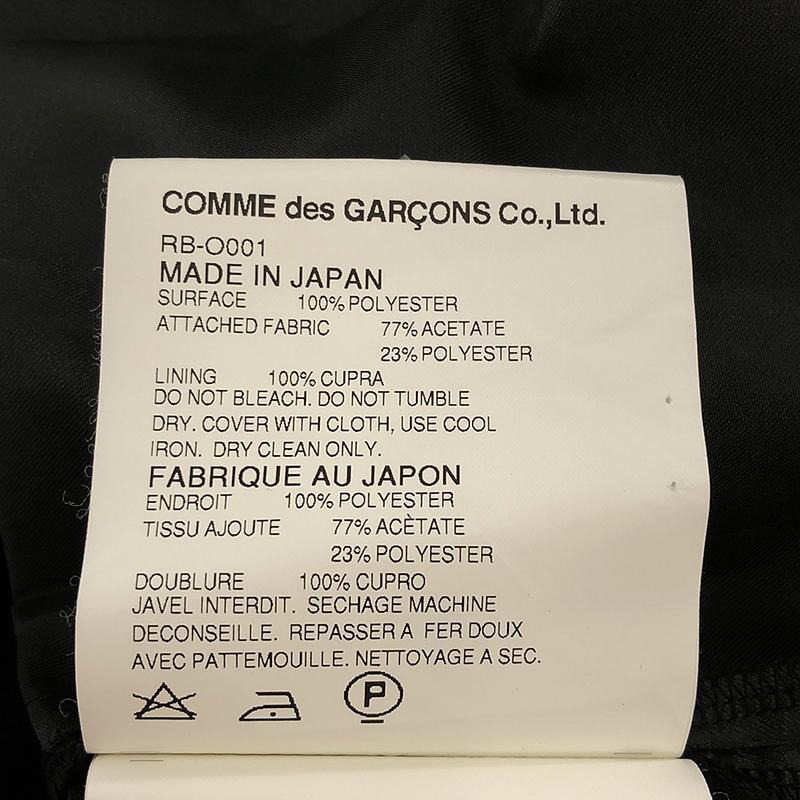 COMME des GARÇONS Co.,Ltd.
RB-O001
MADE IN JAPAN
SURFACE 100% POLYESTER
ATTACHED FABRIC 77% ACETATE
23% POLYESTER
LINING 100% CUPRA
DO NOT BLEACH. DO NOT TUMBLE
DRY. COVER WITH CLOTH, USE COOL
IRON. DRY CLEAN ONLY.
FABRIQUE AU JAPON
ENDROIT 100% POLYESTER
TISSU AJOUTE 77% ACÈTATE
23% POLYESTER
DOUBLURE 100% CUPRO
JAVEL INTERDIT. SECHAGE MACHINE
DECONSEILLE. REPASSER A FER DOUX
AVEC PATTEMOUILLE. NETTOYAGE A SEC.
P